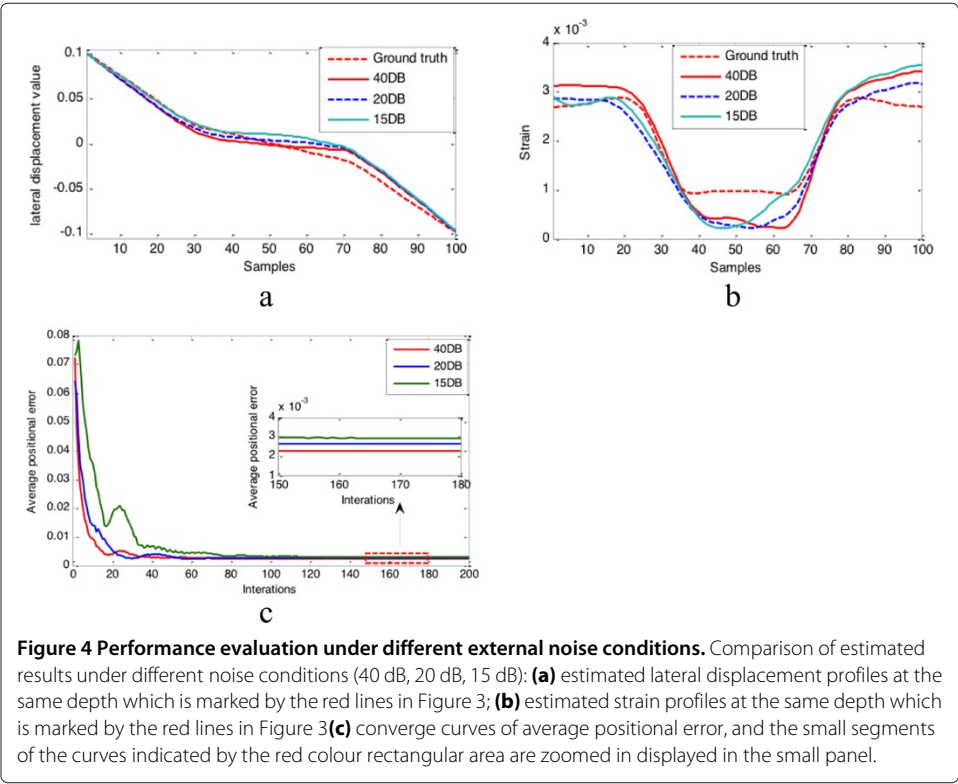 0.1
0.05
0
-0.05
-0.1
lateral displacement value
10 20 30 40 50 60 70 80 90 100
Samples
Ground truth
40DB
20DB
15DB
a
x 10⁻³
4
3
2
1
0
Strain
10 20 30 40 50 60 70 80 90 100
Samples
Ground truth
40DB
20DB
15DB
b
0.08
0.07
0.06
0.05
0.04
0.03
0.02
0.01
0
Average positional error
0 20 40 60 80 100 120 140 160 180 200
Interations
40DB
20DB
15DB
x 10⁻³
4
3
2
1
Average positional error
150 160 170 180
Interations
c
Figure 4 Performance evaluation under different external noise conditions. Comparison of estimated
results under different noise conditions (40 dB, 20 dB, 15 dB): (a) estimated lateral displacement profiles at the
same depth which is marked by the red lines in Figure 3; (b) estimated strain profiles at the same depth which
is marked by the red lines in Figure 3(c) converge curves of average positional error, and the small segments
of the curves indicated by the red colour rectangular area are zoomed in displayed in the small panel.